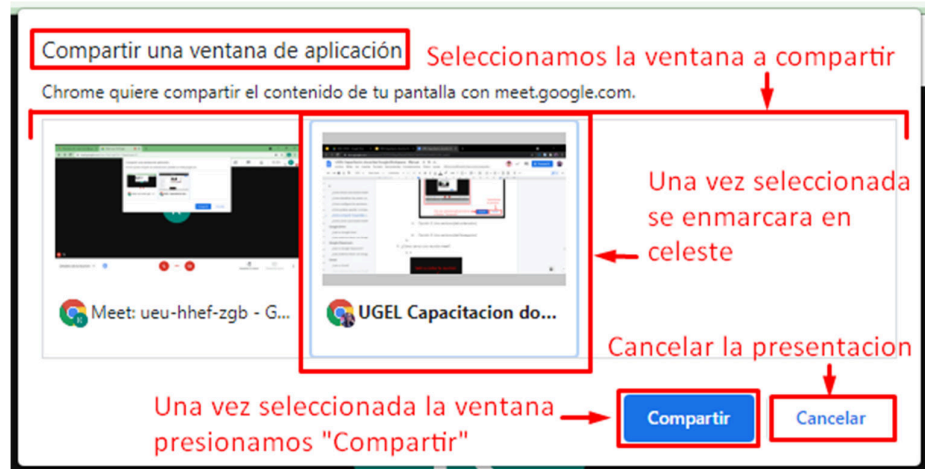 Compartir una ventana de aplicación
Seleccionamos la ventana a compartir
Chrome quiere compartir el contenido de tu pantalla con meet.google.com.
Una vez seleccionada
se enmarcara en
celeste
Meet: ueu-hhef-zgb - G...
UGEL Capacitacion do...
Cancelar la presentacion
Una vez seleccionada la ventana
presionamos "Compartir"
Compartir
Cancelar